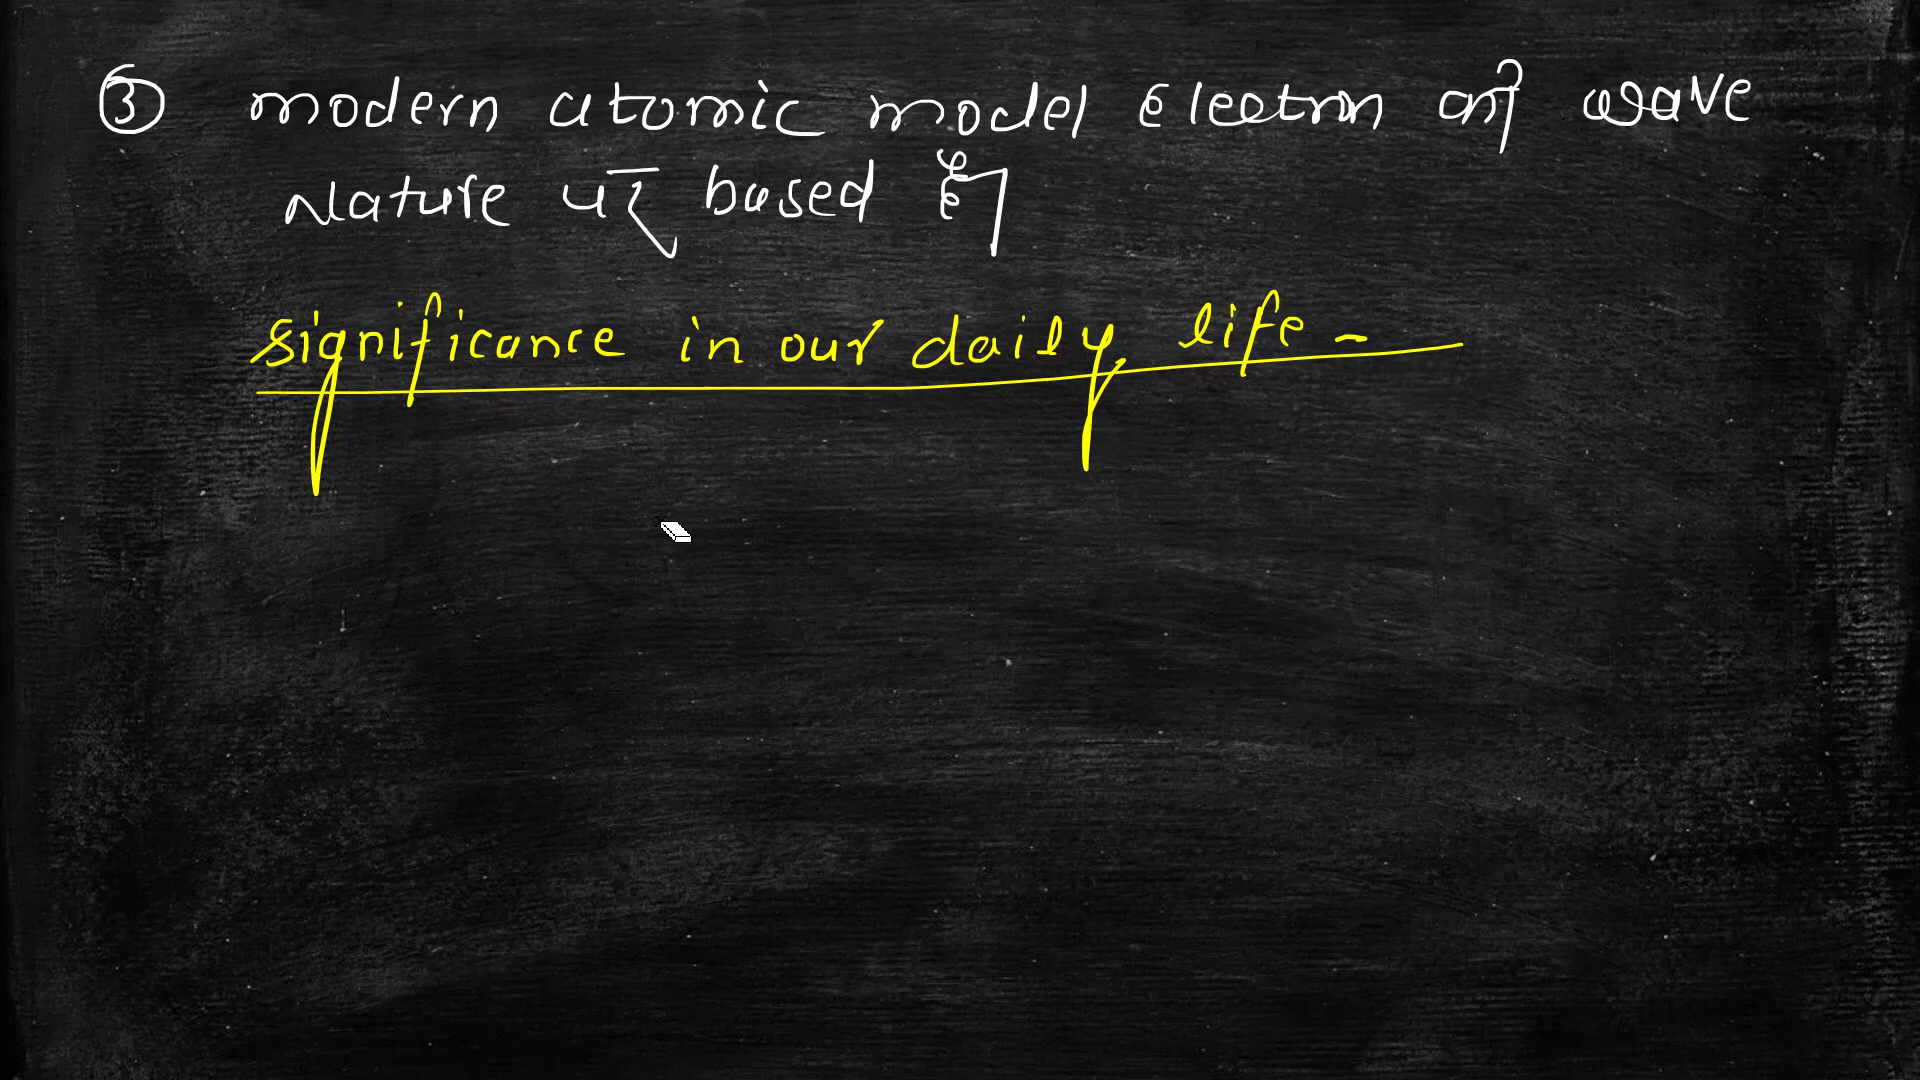 ③ modern atomic model Electron की wave
Nature पर based है।
significance in our daily life -